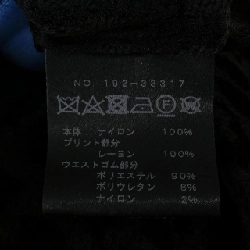 NO. 192-33317
本体 ナイロン 100%
プリント部分
レーヨン 100%
ウエストゴム部分
ポリエステル 90%
ポリウレタン 8%
ナイロン 2%